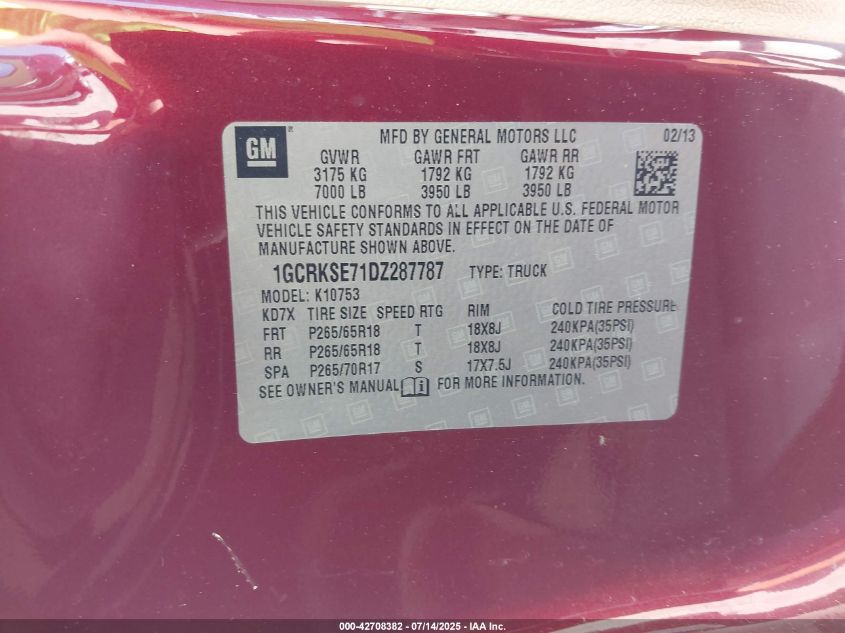 GM
MFD BY GENERAL MOTORS LLC 02/13
GVWR GAWR FRT GAWR RR
3175 KG 1792 KG 1792 KG
7000 LB 3950 LB 3950 LB
THIS VEHICLE CONFORMS TO ALL APPLICABLE U.S. FEDERAL MOTOR
VEHICLE SAFETY STANDARDS IN EFFECT ON THE DATE OF
MANUFACTURE SHOWN ABOVE.
1GCRKSE71DZ287787 TYPE: TRUCK
MODEL: K10753
KD7X TIRE SIZE SPEED RTG RIM COLD TIRE PRESSURE
FRT P265/65R18 T 18X8J 240KPA(35PSI)
RR P265/65R18 T 18X8J 240KPA(35PSI)
SPA P265/70R17 S 17X7.5J 240KPA(35PSI)
SEE OWNER'S MANUAL FOR MORE INFORMATION.
000-42708382 - 07/14/2025 - IAA Inc.